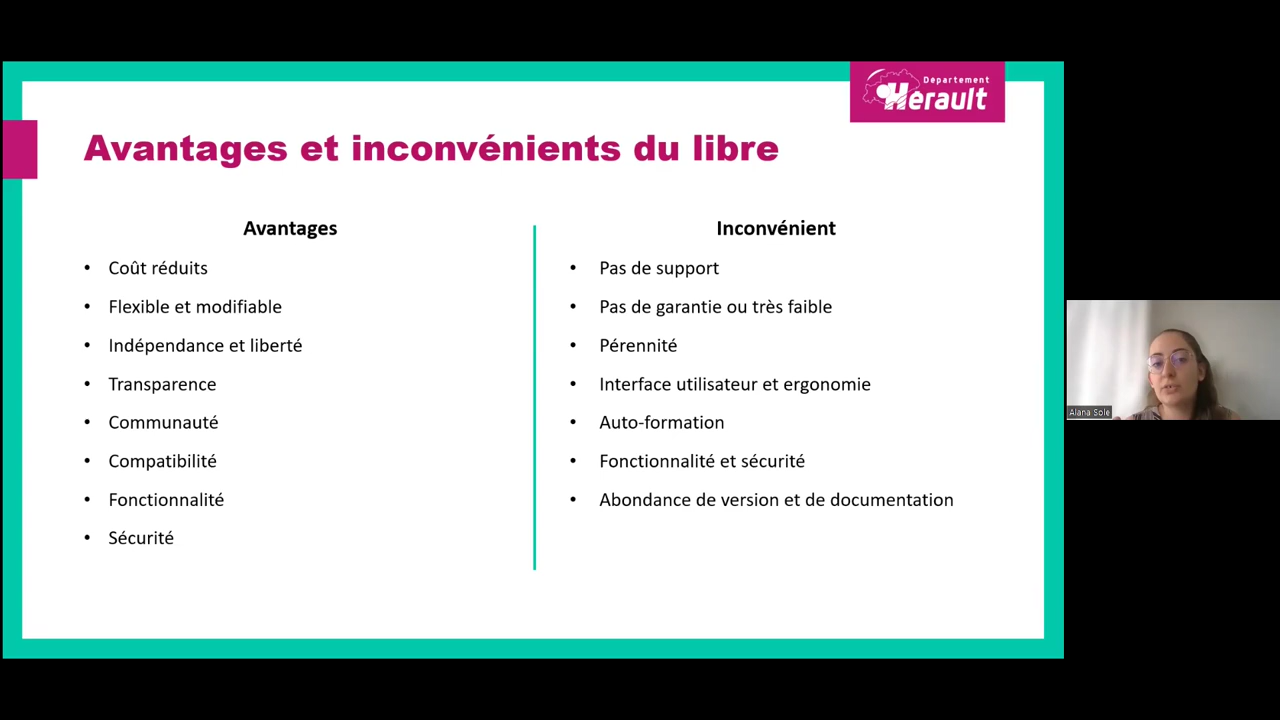 Département
Hérault
Avantages et inconvénients du libre
Avantages
• Coût réduits
• Flexible et modifiable
• Indépendance et liberté
• Transparence
• Communauté
• Compatibilité
• Fonctionnalité
• Sécurité
Inconvénient
• Pas de support
• Pas de garantie ou très faible
• Pérennité
• Interface utilisateur et ergonomie
• Auto-formation
• Fonctionnalité et sécurité
• Abondance de version et de documentation
Alana Sole